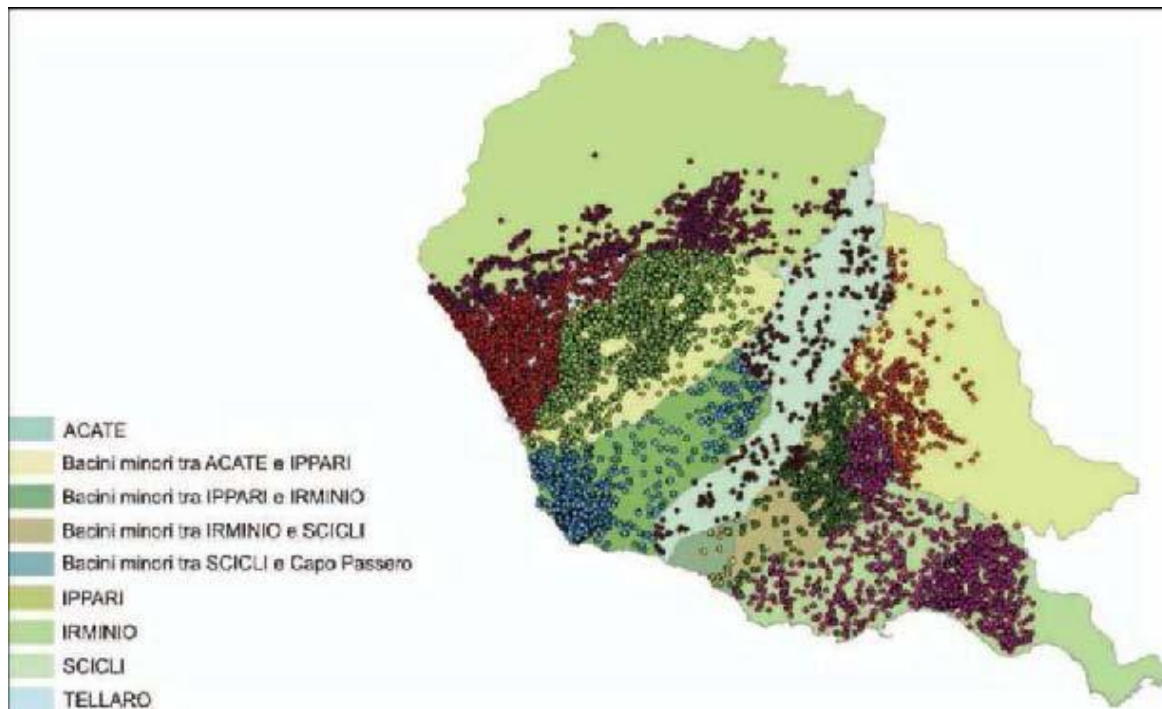 ACATE
Bacini minori tra ACATE e IPPARI
Bacini minori tra IPPARI e IRMINIO
Bacini minori tra IRMINIO e SCICLI
Bacini minori tra SCICLI e Capo Passero
IPPARI
IRMINIO
SCICLI
TELLARO